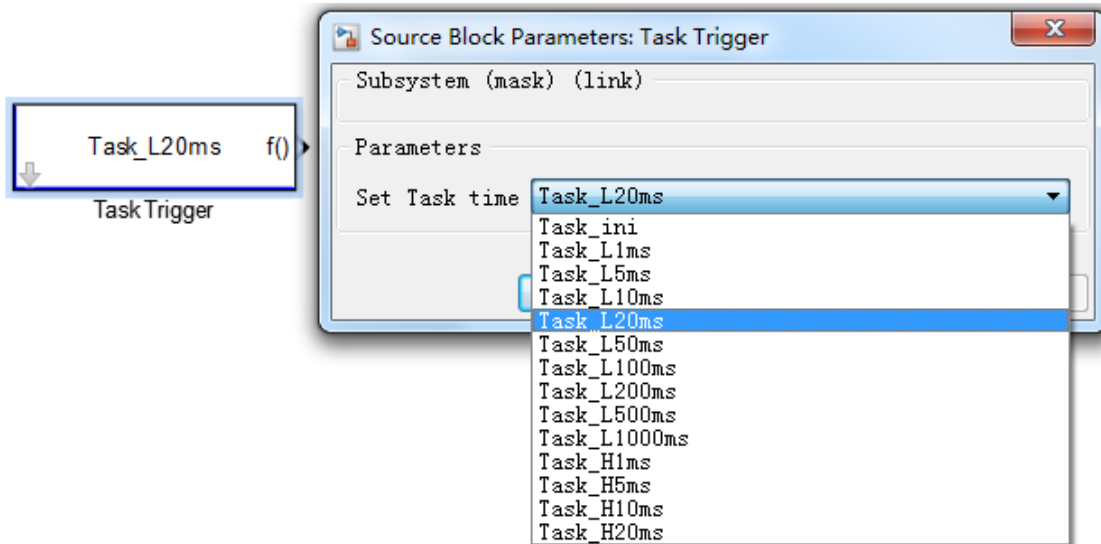 Source Block Parameters: Task Trigger
Subsystem (mask) (link)
Task_L20ms f()
Task Trigger
Parameters
Set Task time Task_L20ms
Task_ini
Task_L1ms
Task_L5ms
Task_L10ms
Task_L20ms
Task_L50ms
Task_L100ms
Task_L200ms
Task_L500ms
Task_L1000ms
Task_H1ms
Task_H5ms
Task_H10ms
Task_H20ms